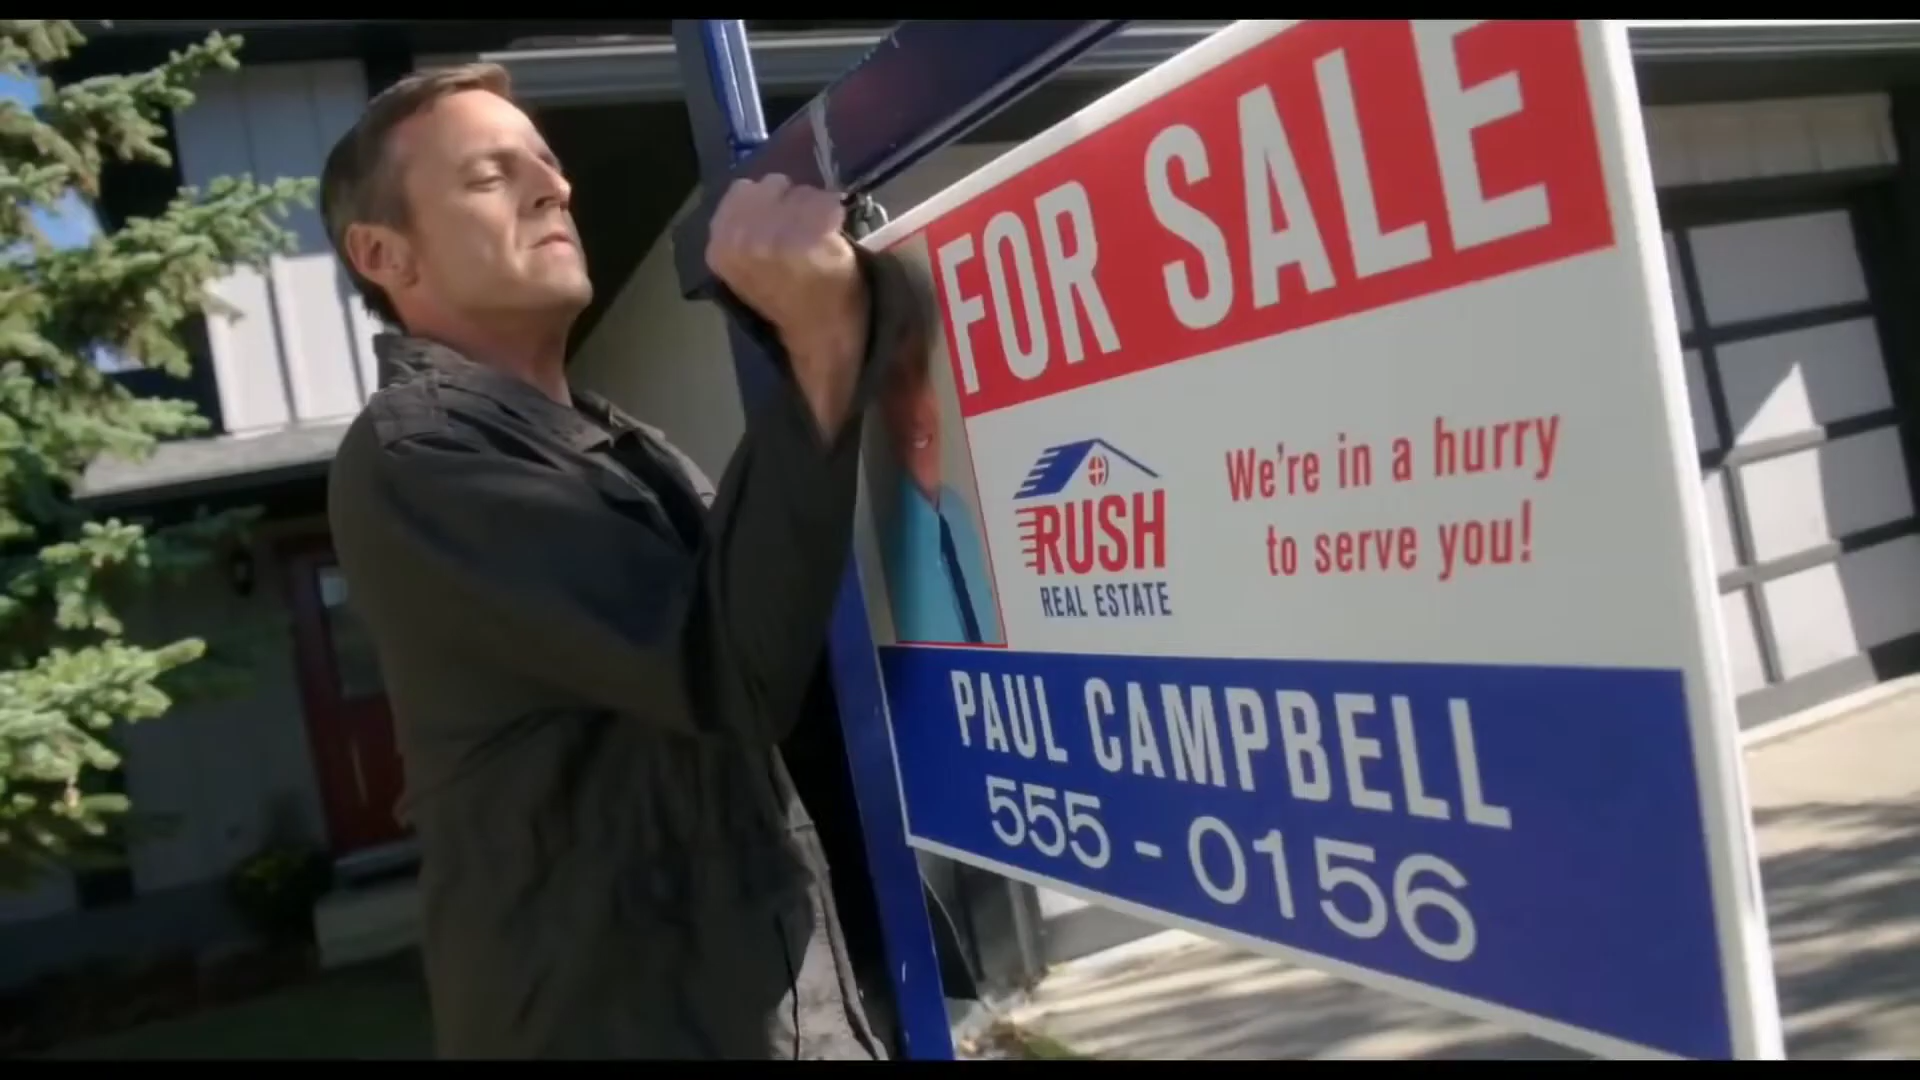 FOR SALE
RUSH
REAL ESTATE
We're in a hurry
to serve you!
PAUL CAMPBELL
555-0156